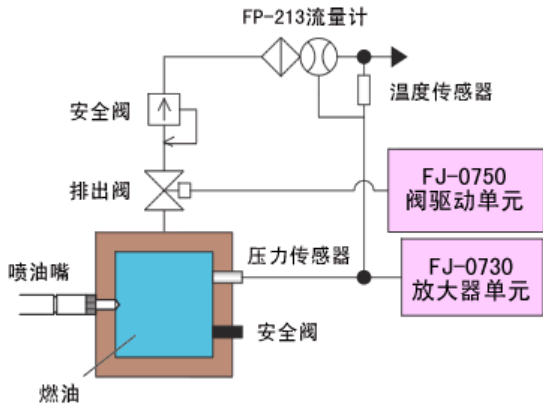 FP-213流量计
安全阀
温度传感器
排出阀
FJ-0750
阀驱动单元
喷油嘴
压力传感器
FJ-0730
放大器单元
安全阀
燃油